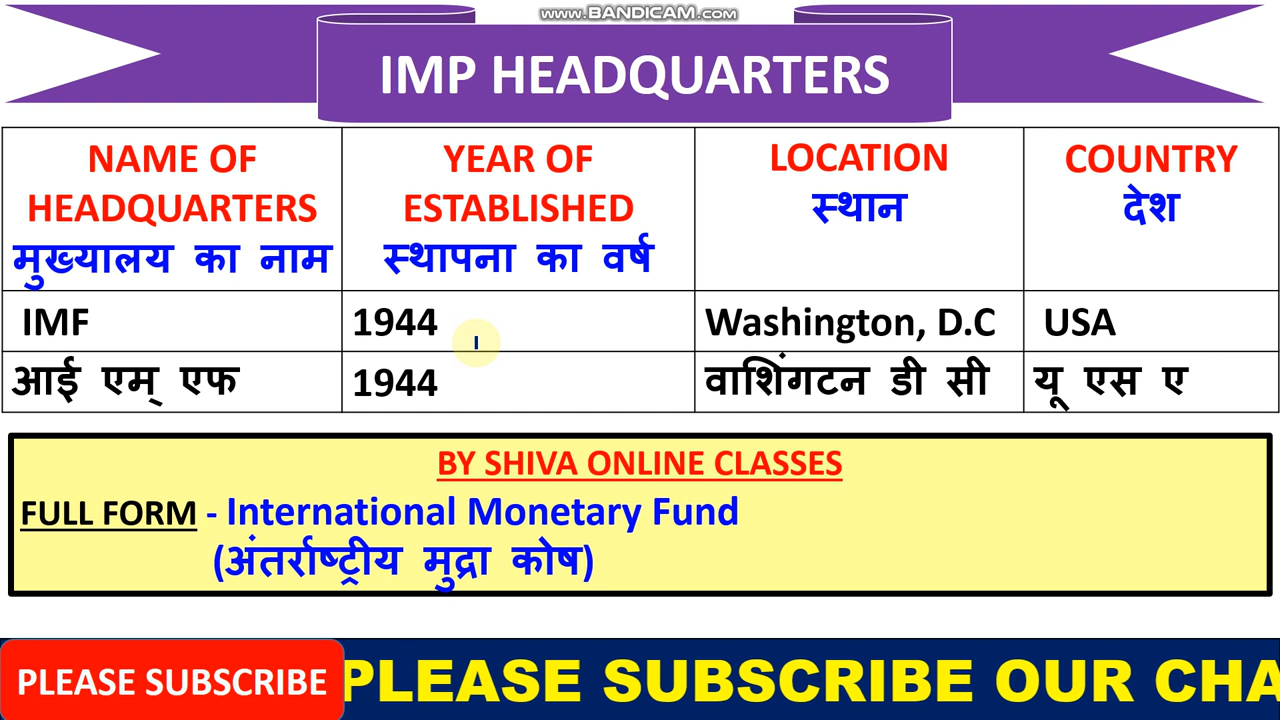 www.BANDICAM.com
IMP HEADQUARTERS
NAME OF HEADQUARTERS मुख्यालय का नाम
YEAR OF ESTABLISHED स्थापना का वर्ष
LOCATION स्थान
COUNTRY देश
IMF 1944 Washington, D.C USA
आई एम् एफ 1944 वाशिंगटन डी सी यू एस ए
BY SHIVA ONLINE CLASSES
FULL FORM - International Monetary Fund
(अंतर्राष्ट्रीय मुद्रा कोष)
PLEASE SUBSCRIBE PLEASE SUBSCRIBE OUR CHA